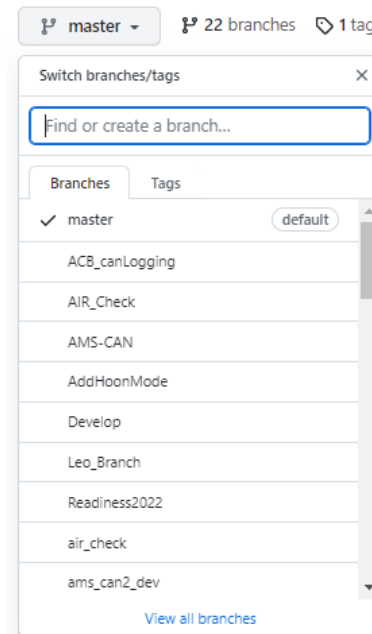 master 22 branches 1 tag
Switch branches/tags
Find or create a branch...
Branches Tags
master default
ACB_canLogging
AIR_Check
AMS-CAN
AddHoonMode
Develop
Leo_Branch
Readiness2022
air_check
ams_can2_dev
View all branches